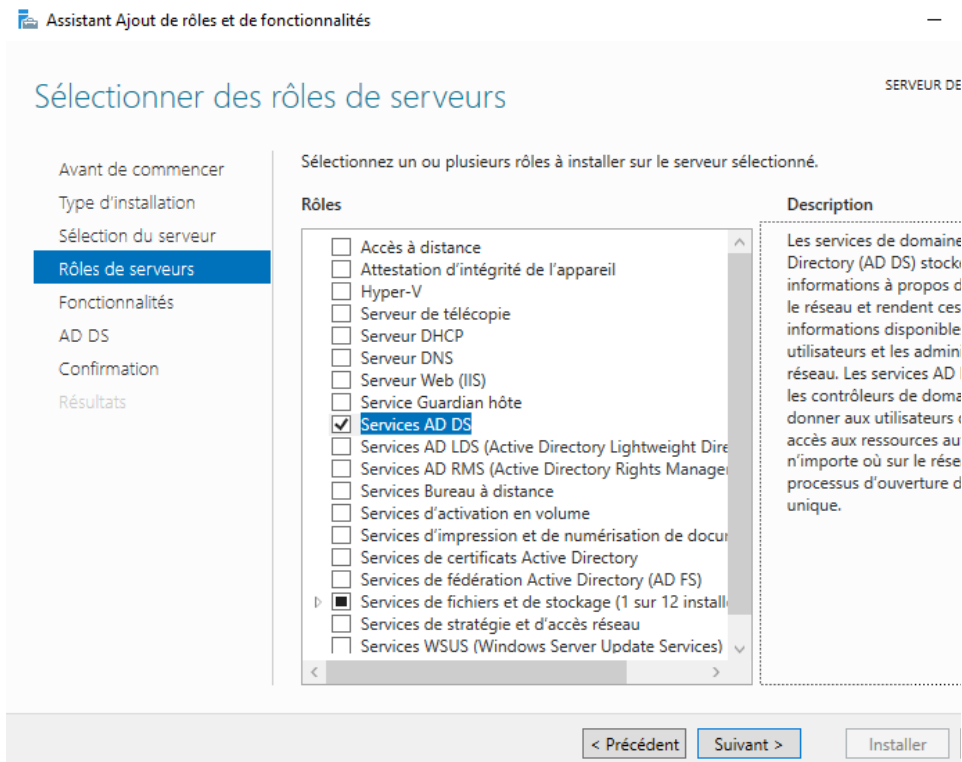 Assistant Ajout de rôles et de fonctionnalités
Sélectionner des rôles de serveurs
SERVEUR DE
Avant de commencer
Type d'installation
Sélection du serveur
Rôles de serveurs
Fonctionnalités
AD DS
Confirmation
Résultats
Sélectionnez un ou plusieurs rôles à installer sur le serveur sélectionné.
Rôles
Accès à distance
Attestation d'intégrité de l'appareil
Hyper-V
Serveur de télécopie
Serveur DHCP
Serveur DNS
Serveur Web (IIS)
Service Guardian hôte
Services AD DS
Services AD LDS (Active Directory Lightweight Dire
Services AD RMS (Active Directory Rights Manage
Services Bureau à distance
Services d'activation en volume
Services d'impression et de numérisation de docu
Services de certificats Active Directory
Services de fédération Active Directory (AD FS)
Services de fichiers et de stockage (1 sur 12 install
Services de stratégie et d'accès réseau
Services WSUS (Windows Server Update Services)
Description
Les services de domaine
Directory (AD DS) stock
informations à propos d
le réseau et rendent ces
informations disponible
utilisateurs et les admini
réseau. Les services AD
les contrôleurs de doma
donner aux utilisateurs
accès aux ressources au
n'importe où sur le rése
processus d'ouverture d
unique.
< Précédent
Suivant >
Installer